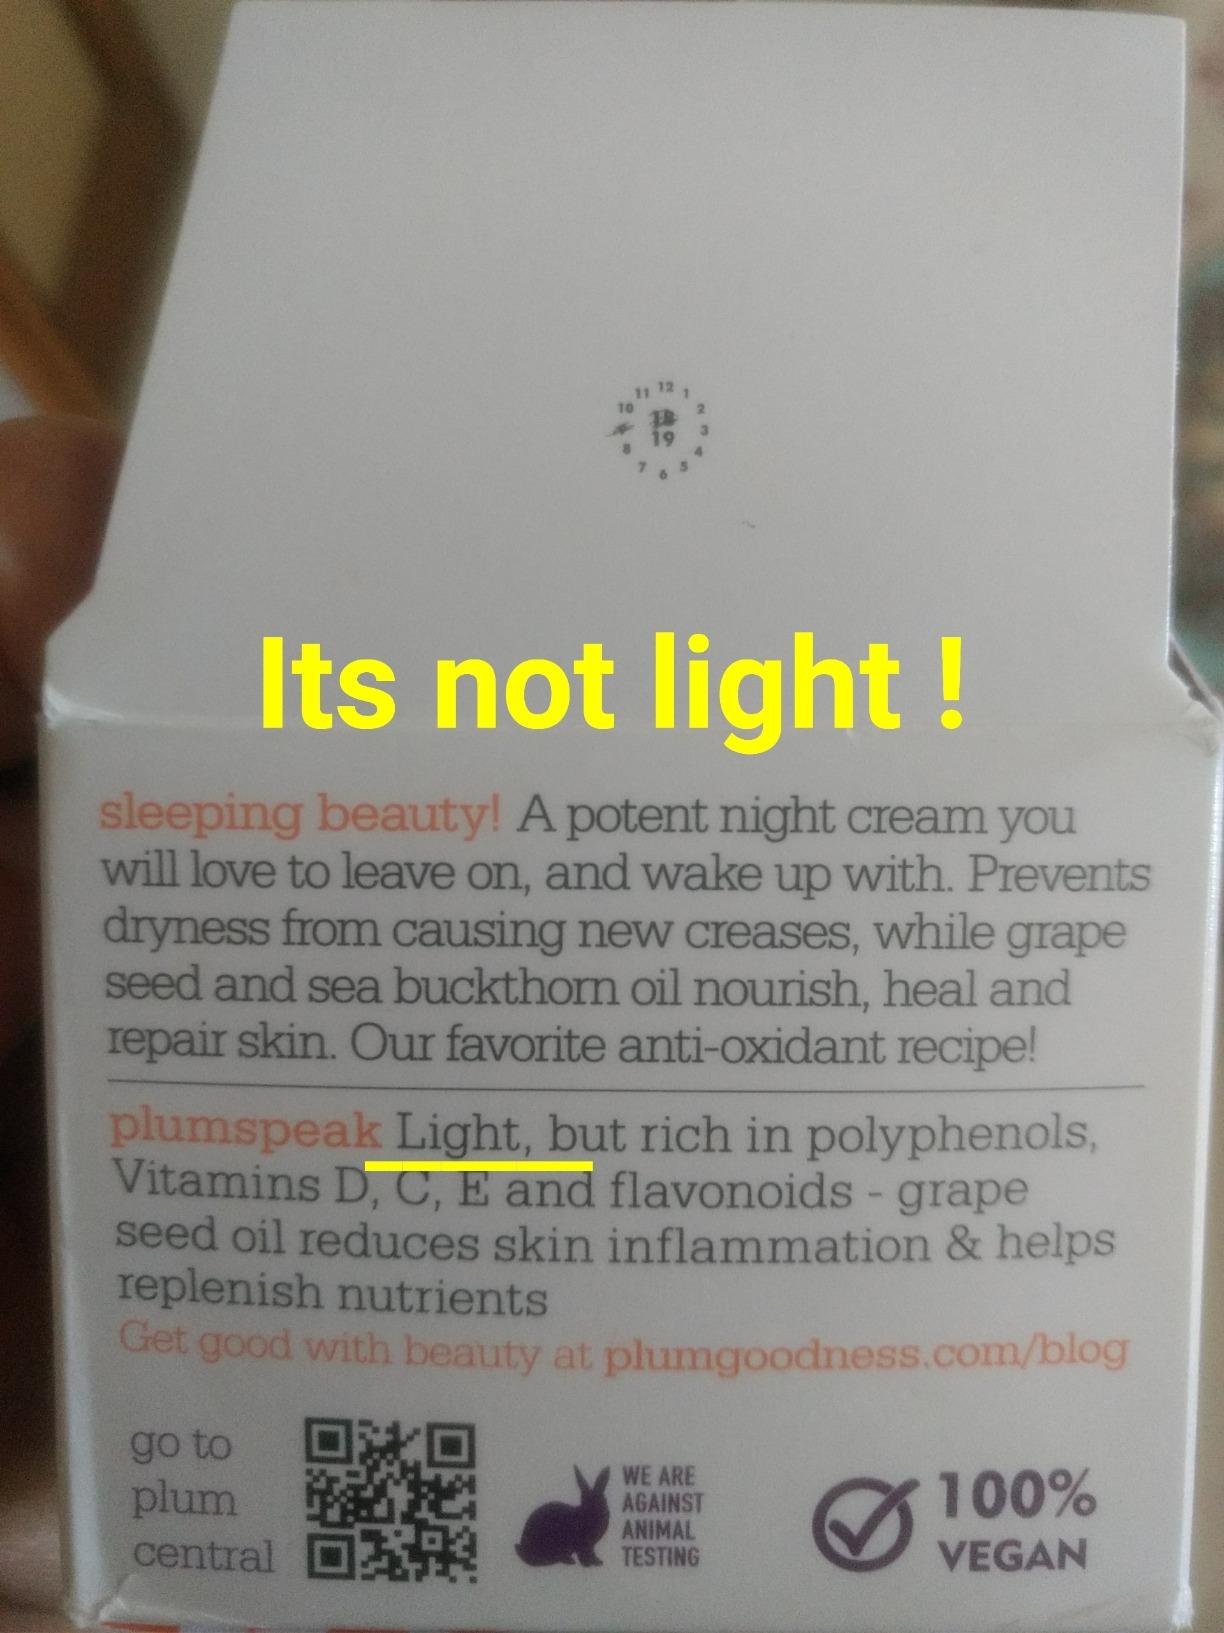 11 12 1
10 18 2
19 3
8 4
7 6 5
Its not light !
sleeping beauty! A potent night cream you
will love to leave on, and wake up with. Prevents
dryness from causing new creases, while grape
seed and sea buckthorn oil nourish, heal and
repair skin. Our favorite anti-oxidant recipe!
plumspeak Light, but rich in polyphenols,
Vitamins D, C, E and flavonoids - grape
seed oil reduces skin inflammation & helps
replenish nutrients
Get good with beauty at plumgoodness.com/blog
go to
plum
central
WE ARE
AGAINST
ANIMAL
TESTING
100%
VEGAN